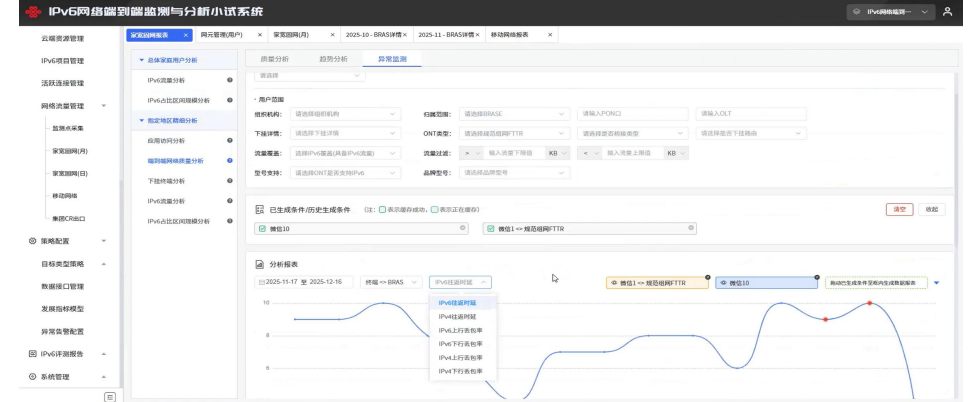 IPv6网络端到端监测与分析小试系统
IPv6网络端到…
云端资源管理
IPv6项目管理
活跃连接管理
网络流量管理
监测点采集
家宽固网(月)
家宽固网(日)
移动网络
集团CR出口
策略配置
目标类型策略
数据接口管理
发展指标模型
异常告警配置
IPv6评测报告
系统管理
家宽固网报表 ×
网元管理(用户) ×
家宽固网(月) ×
2025-10 - BRAS详情 ×
2025-11 - BRAS详情 ×
移动网络报表 ×
总体家庭用户分析
IPv6流量分析
IPv6占比区间规模分析
指定地区精细分析
应用访问分析
端到端网络质量分析
下挂终端分析
IPv6流量分析
IPv6占比区间规模分析
质量分析 趋势分析 异常监测
请选择
· 用户范围
组织机构: 请选择组织机构 归属范围: 请选择BRASE 请输入PONCI 请输入OLT
下挂详情: 请选择下挂详情 ONT类型: 请选择规范组网FTTR 请选择是否桥接类型 请选择是否下挂路由
流量覆盖: 选择IPv6覆盖(具备IPv6流量) 流量过滤: > 输入流量下限值 KB < 输入流量上限值 KB
型号支持: 请选择ONT是否支持IPv6 品牌型号: 请选择品牌型号
已生成条件/历史生成条件 (注: 表示缓存成功, 表示正在缓存) 清空 收起
微信10
微信1 <=> 规范组网FTTR
分析报表
2025-11-17 至 2025-12-16 终端 <=> BRAS IPv6往返时延
微信1 <=> 规范组网FTTR
微信10
拖动已生成条件至框内生成数据报表
IPv6往返时延
IPv4往返时延
IPv6上行丢包率
IPv6下行丢包率
IPv4上行丢包率
IPv4下行丢包率
10
8
6